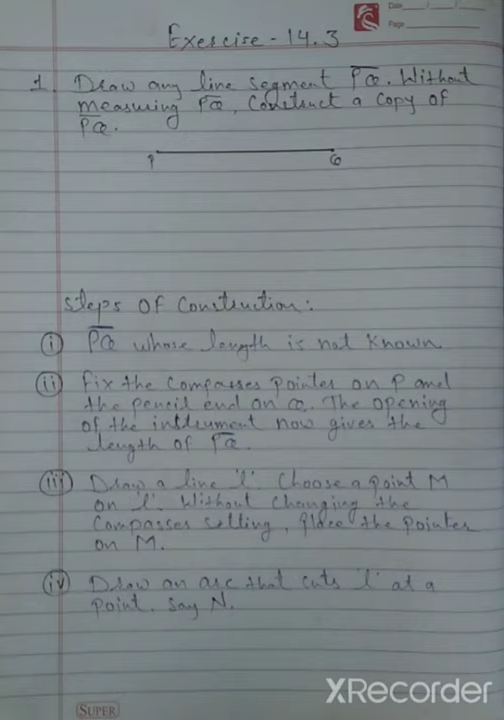 Date
Page
Exercise - 14.3
1. Draw any line segment PQ. Without
measuring PQ, Construct a copy of
PQ.
P Q
Steps of Construction:
(i) PQ whose length is not known.
(ii) Fix the Compasses pointer on P and
the pencil end on Q. The opening
of the instrument now gives the
length of PQ.
(iii) Draw a line 'l'. Choose a point M
on 'l'. Without changing the
Compasses setting, place the pointer
on M.
(iv) Draw an arc that cuts 'l' at a
point. say N.
SUPER
XRecorder